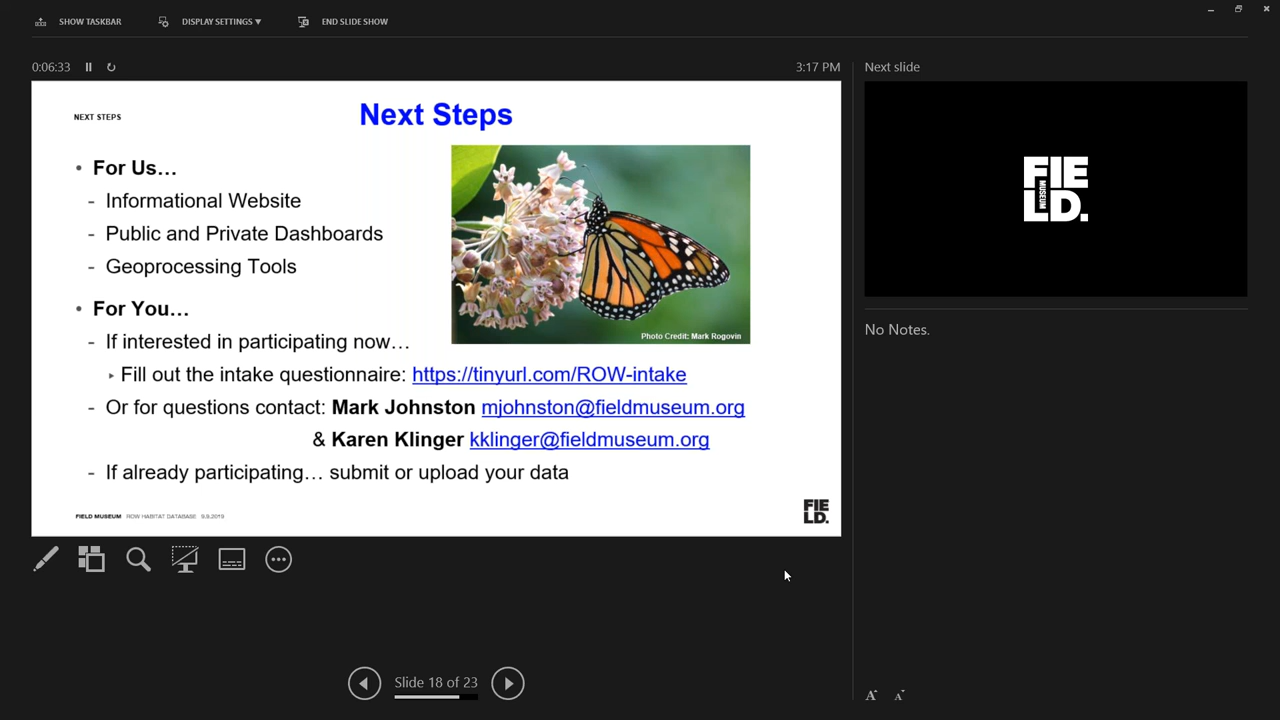 SHOW TASKBAR
DISPLAY SETTINGS ▼
END SLIDE SHOW
0:06:33
3:17 PM
NEXT STEPS
Next Steps
• For Us…
- Informational Website
- Public and Private Dashboards
- Geoprocessing Tools
Photo Credit: Mark Rogovin
• For You…
- If interested in participating now…
▸ Fill out the intake questionnaire: https://tinyurl.com/ROW-intake
- Or for questions contact: Mark Johnston mjohnston@fieldmuseum.org
& Karen Klinger kklinger@fieldmuseum.org
- If already participating… submit or upload your data
FIELD MUSEUM ROW HABITAT DATABASE 9.9.2019
FIE
LD.
Slide 18 of 23
Next slide
FIE
MUSEUM
LD.
No Notes.
A A